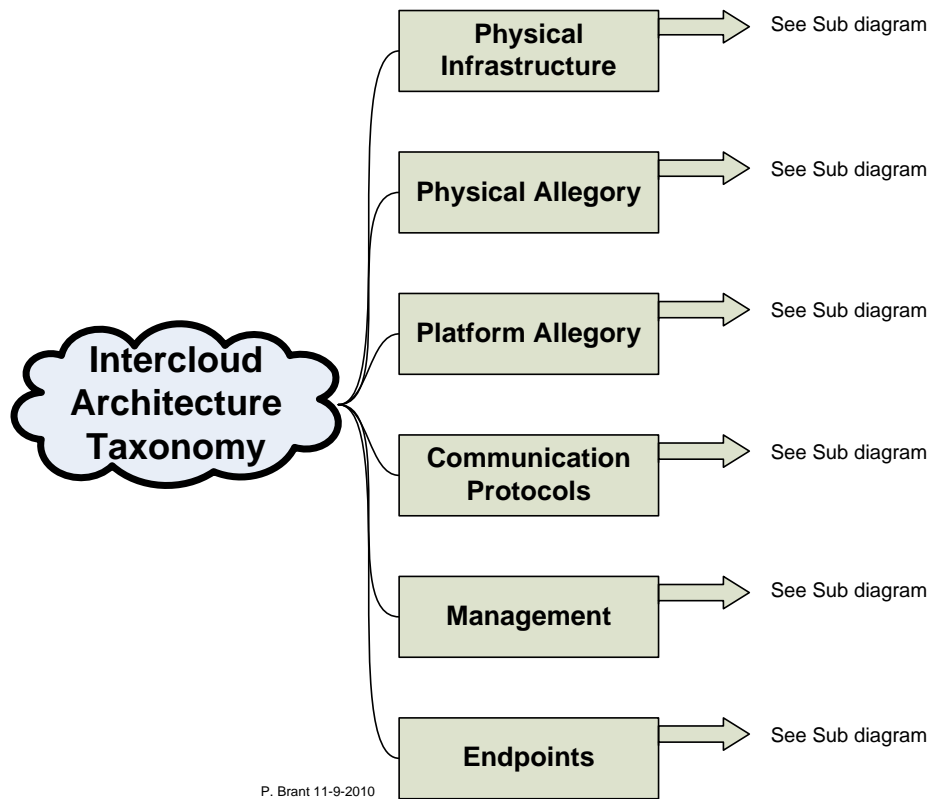 Physical
Infrastructure
See Sub diagram
Physical Allegory
See Sub diagram
Platform Allegory
See Sub diagram
Intercloud
Architecture
Taxonomy
Communication
Protocols
See Sub diagram
Management
See Sub diagram
Endpoints
See Sub diagram
P. Brant 11-9-2010